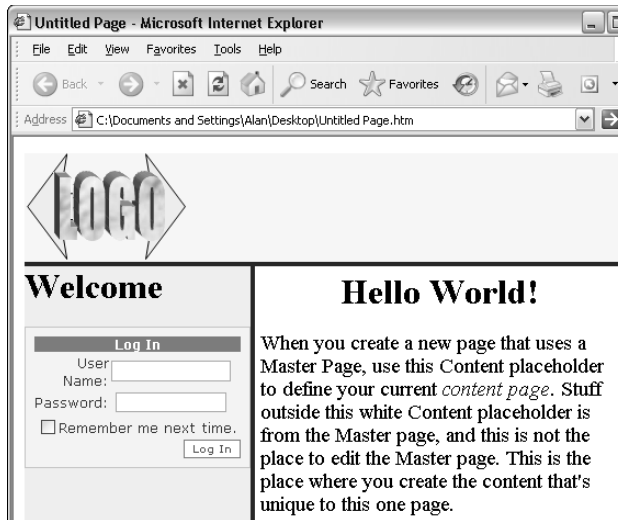 Untitled Page - Microsoft Internet Explorer
File Edit View Favorites Tools Help
Back Search Favorites
Address C:\Documents and Settings\Alan\Desktop\Untitled Page.htm
LOGO
Welcome
Log In
User
Name:
Password:
Remember me next time.
Log In
Hello World!
When you create a new page that uses a
Master Page, use this Content placeholder
to define your current content page. Stuff
outside this white Content placeholder is
from the Master page, and this is not the
place to edit the Master page. This is the
place where you create the content that's
unique to this one page.